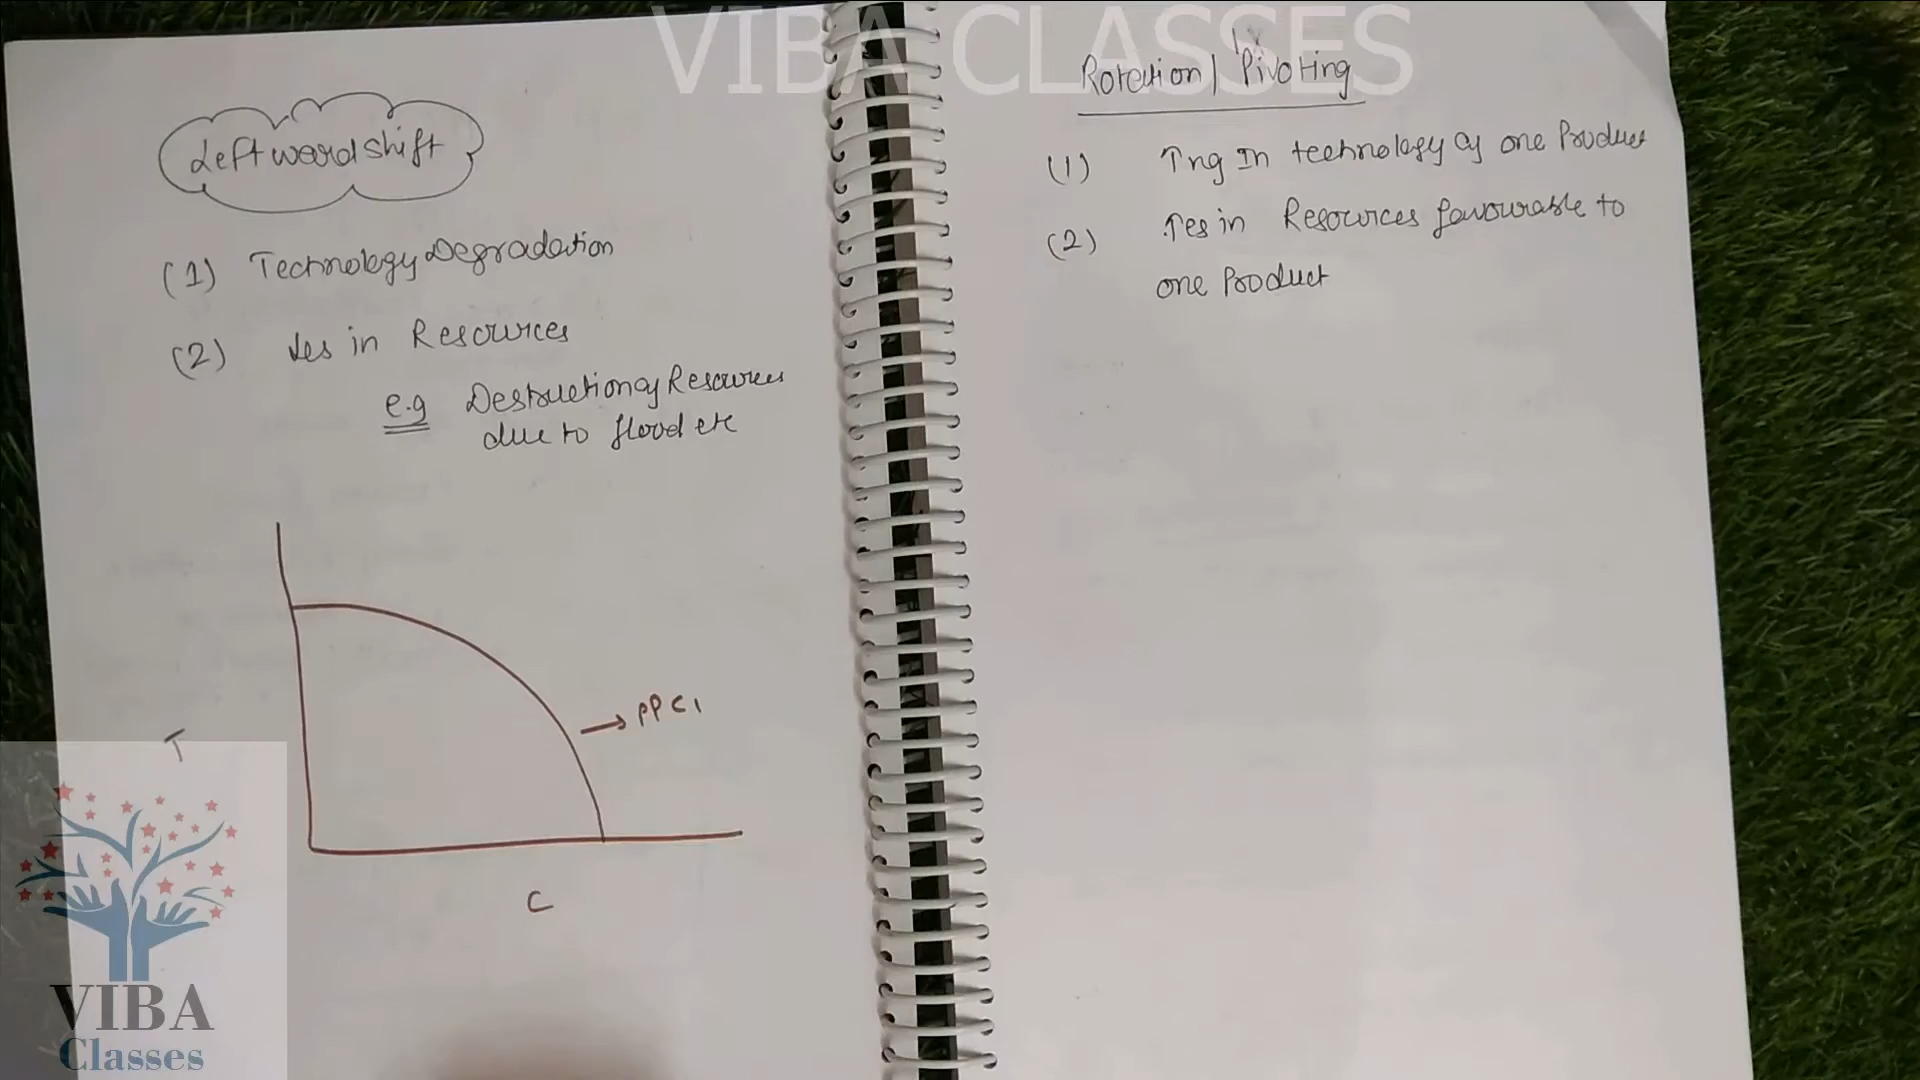 VIBA CLASSES
Leftward shift
(1) Technology Degradation
(2) ↓es in Resources
e.g Destruction of Resources
due to flood etc
PPC1
T
C
Rotation / Pivoting
(1) ↑ng In technology of one Product
(2) ↑es in Resources favourable to
one Product
VIBA
Classes